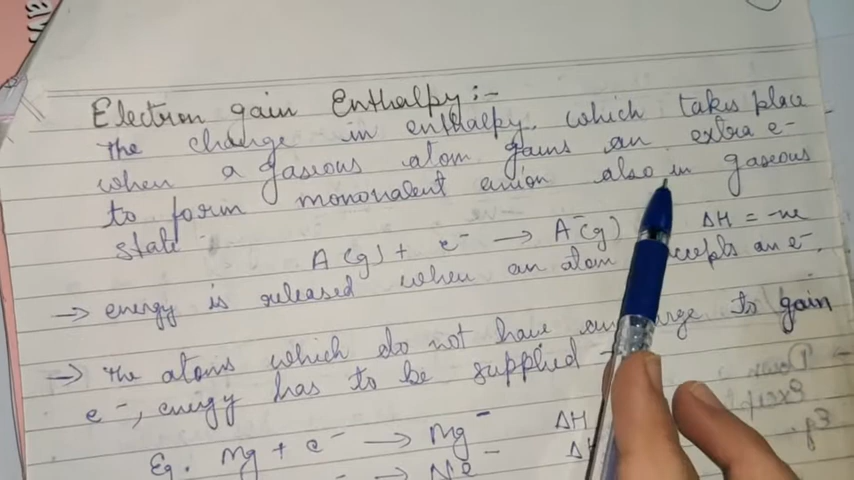 Electron gain Enthalpy :-
The change in enthalpy which takes place
when a gaseous atom gains an extra e-
to form monovalent anion also in gaseous
state
A(g) + e- → A-(g) ΔH = -ve
→ energy is released when an atom an e-.
→ The atoms which do not have to gain
e-, energy has to be supplied -
Eg. Mg + e- → Mg- ΔH
→ Ne- ΔH
Eg.